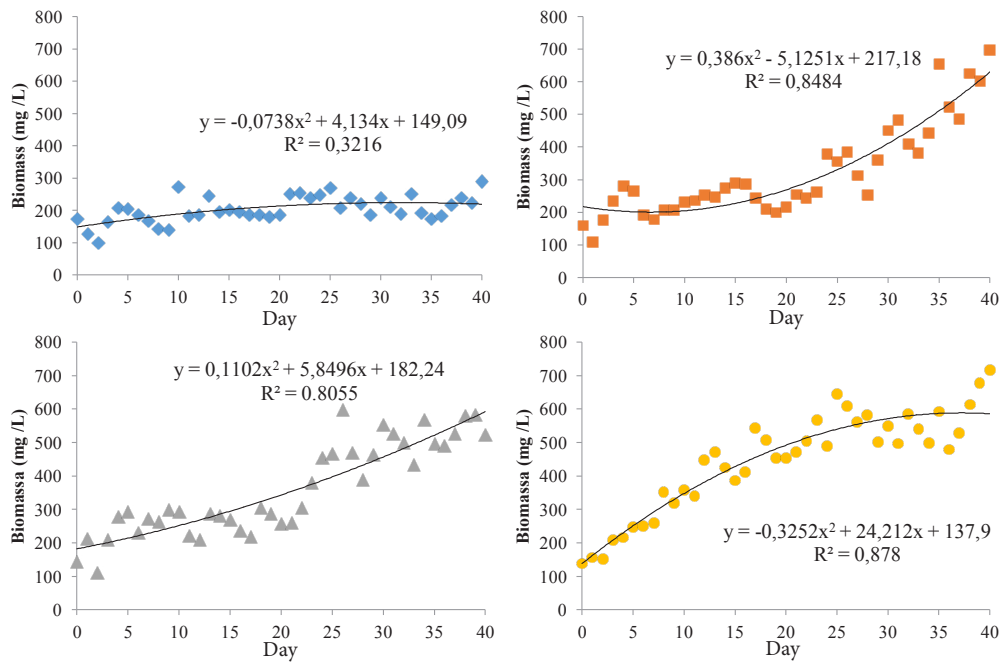 800
700
600
500
400
300
200
100
0
Biomass (mg /L)
y = -0,0738x² + 4,134x + 149,09
R² = 0,3216
0 5 10 15 20 25 30 35 40
Day
800
700
600
500
400
300
200
100
0
Biomass (mg /L)
y = 0,386x² - 5,1251x + 217,18
R² = 0,8484
0 5 10 15 20 25 30 35 40
Day
800
700
600
500
400
300
200
100
0
Biomassa (mg /L)
y = 0,1102x² + 5,8496x + 182,24
R² = 0.8055
0 5 10 15 20 25 30 35 40
Day
800
700
600
500
400
300
200
100
0
Biomassa (mg /L)
y = -0,3252x² + 24,212x + 137,9
R² = 0,878
0 5 10 15 20 25 30 35 40
Day